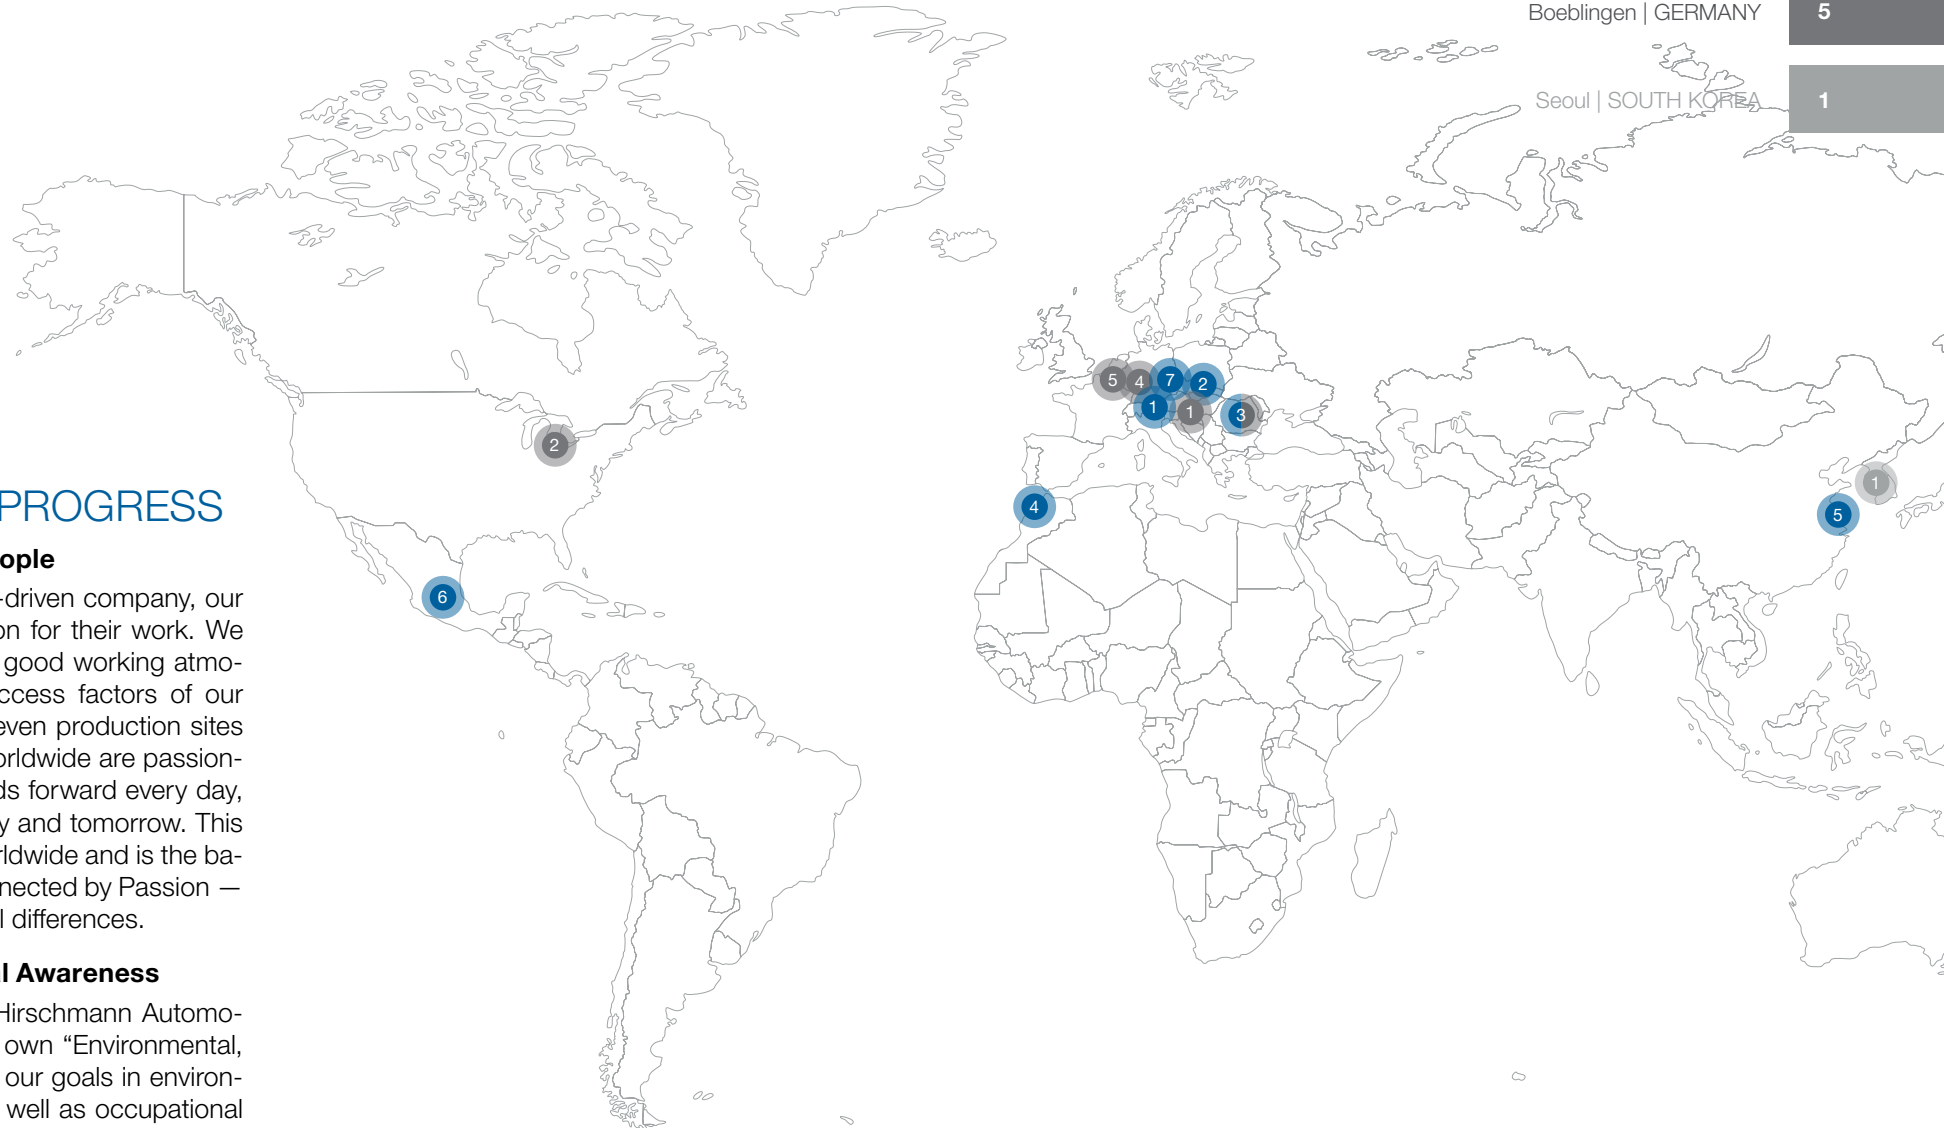 Boeblingen | GERMANY 5
Seoul | SOUTH KOREA 1
PROGRESS
ople
-driven company, our
on for their work. We
good working atmo-
ccess factors of our
even production sites
orldwide are passion-
ds forward every day,
y and tomorrow. This
rldwide and is the ba-
nnected by Passion —
l differences.
al Awareness
Hirschmann Automo-
own “Environmental,
our goals in environ-
well as occupational
5 4 7 2
1 1 3
2
1
4
5
6